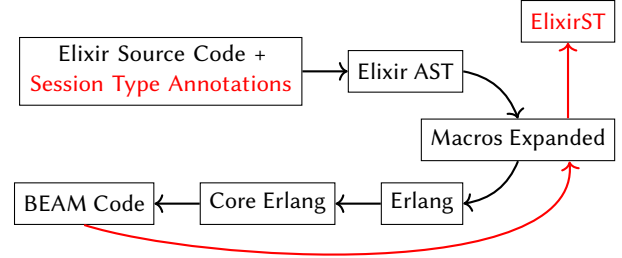 ElixirST
Elixir Source Code +
Session Type Annotations
Elixir AST
Macros Expanded
BEAM Code
Core Erlang
Erlang